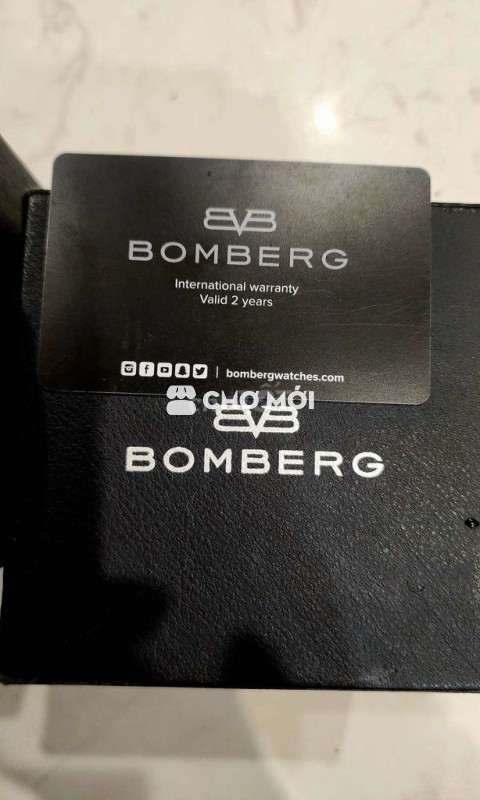 BOMBERG
International warranty
Valid 2 years
| bombergwatches.com
CHỢ MỚI
BOMBERG